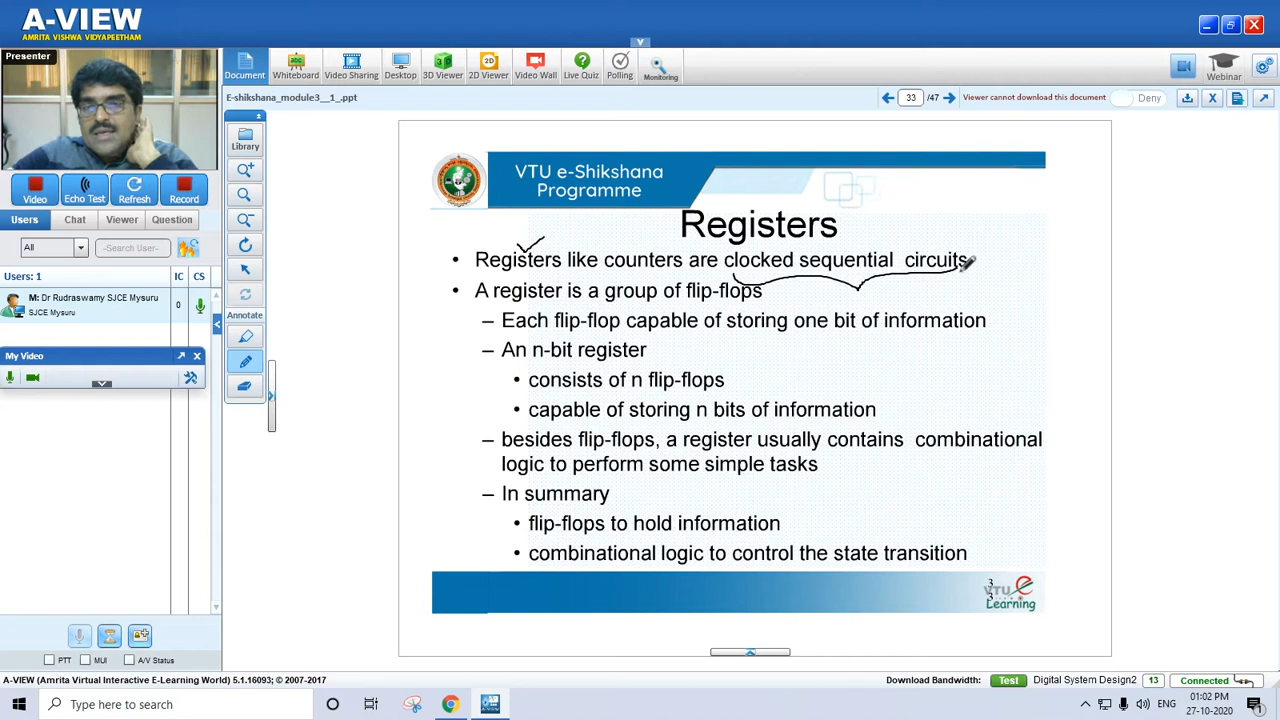 A-VIEW
AMRITA VISHWA VIDYAPEETHAM
Presenter
Document
Whiteboard
Video Sharing
Desktop
3D Viewer
2D Viewer
Video Wall
Live Quiz
Polling
Monitoring
Webinar
E-shikshana_module3__1_.ppt
33 /47
Viewer cannot download this document
Deny
Library
Video
Echo Test
Refresh
Record
Users
Chat
Viewer
Question
All
-Search User-
Users: 1
IC
CS
M: Dr Rudraswamy SJCE Mysuru
SJCE Mysuru
0
Annotate
My Video
VTU e-Shikshana
Programme
Registers
• Registers like counters are clocked sequential circuits
• A register is a group of flip-flops
– Each flip-flop capable of storing one bit of information
– An n-bit register
• consists of n flip-flops
• capable of storing n bits of information
– besides flip-flops, a register usually contains combinational
logic to perform some simple tasks
– In summary
• flip-flops to hold information
• combinational logic to control the state transition
3
3
VTU e
Learning
PTT
MUI
A/V Status
A-VIEW (Amrita Virtual Interactive E-Learning World) 5.1.16093; © 2007-2017
Download Bandwidth:
Test
Digital System Design2
13
Connected
Type here to search
ENG
01:02 PM
27-10-2020
1